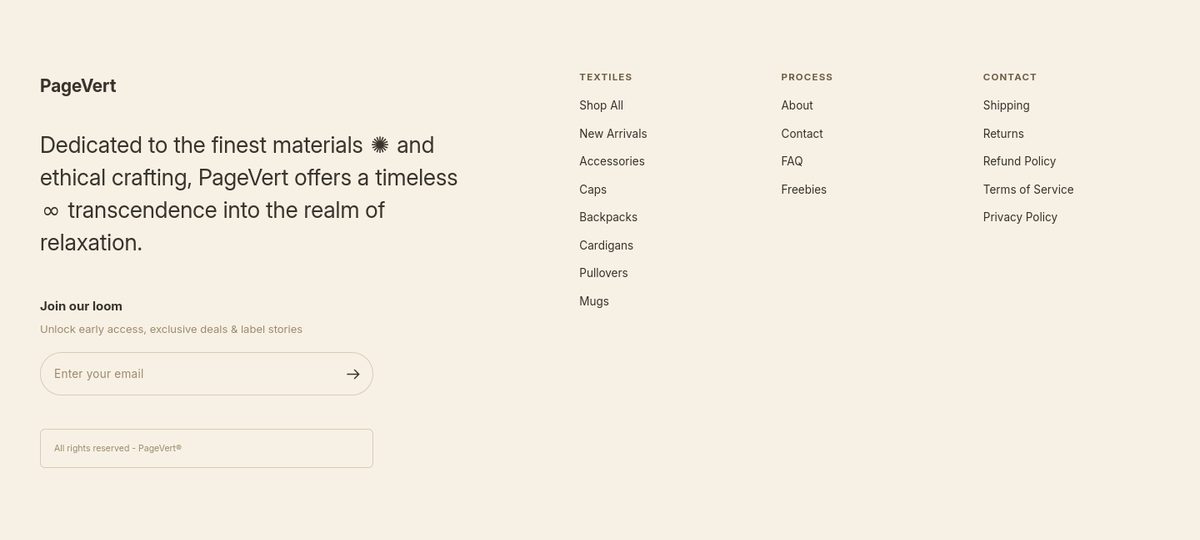 PageVert
Dedicated to the finest materials ✺ and
ethical crafting, PageVert offers a timeless
∞ transcendence into the realm of
relaxation.
Join our loom
Unlock early access, exclusive deals & label stories
Enter your email →
All rights reserved - PageVert®
TEXTILES
Shop All
New Arrivals
Accessories
Caps
Backpacks
Cardigans
Pullovers
Mugs
PROCESS
About
Contact
FAQ
Freebies
CONTACT
Shipping
Returns
Refund Policy
Terms of Service
Privacy Policy